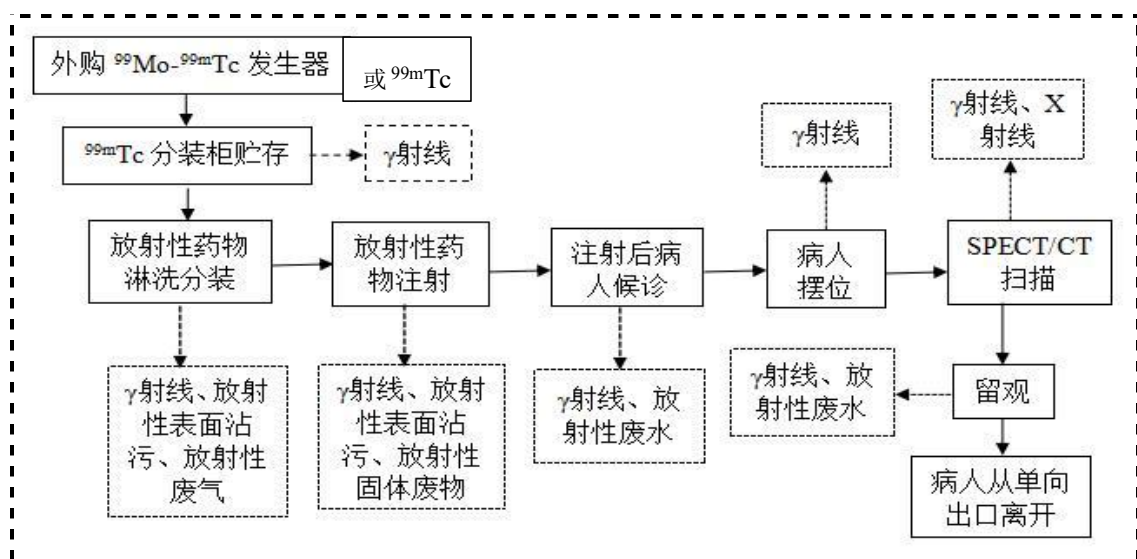 外购 ⁹⁹Mo-⁹⁹ᵐTc 发生器
或 ⁹⁹ᵐTc
⁹⁹ᵐTc 分装柜贮存
γ射线
γ射线
γ射线、X
射线
放射性药物
淋洗分装
放射性药
物注射
注射后病
人候诊
病人
摆位
SPECT/CT
扫描
γ射线、放射
性表面沾
污、放射性
废气
γ射线、放射
性表面沾
污、放射性
固体废物
γ射线、放
射性废水
γ射线、放
射性废水
留观
病人从单向
出口离开